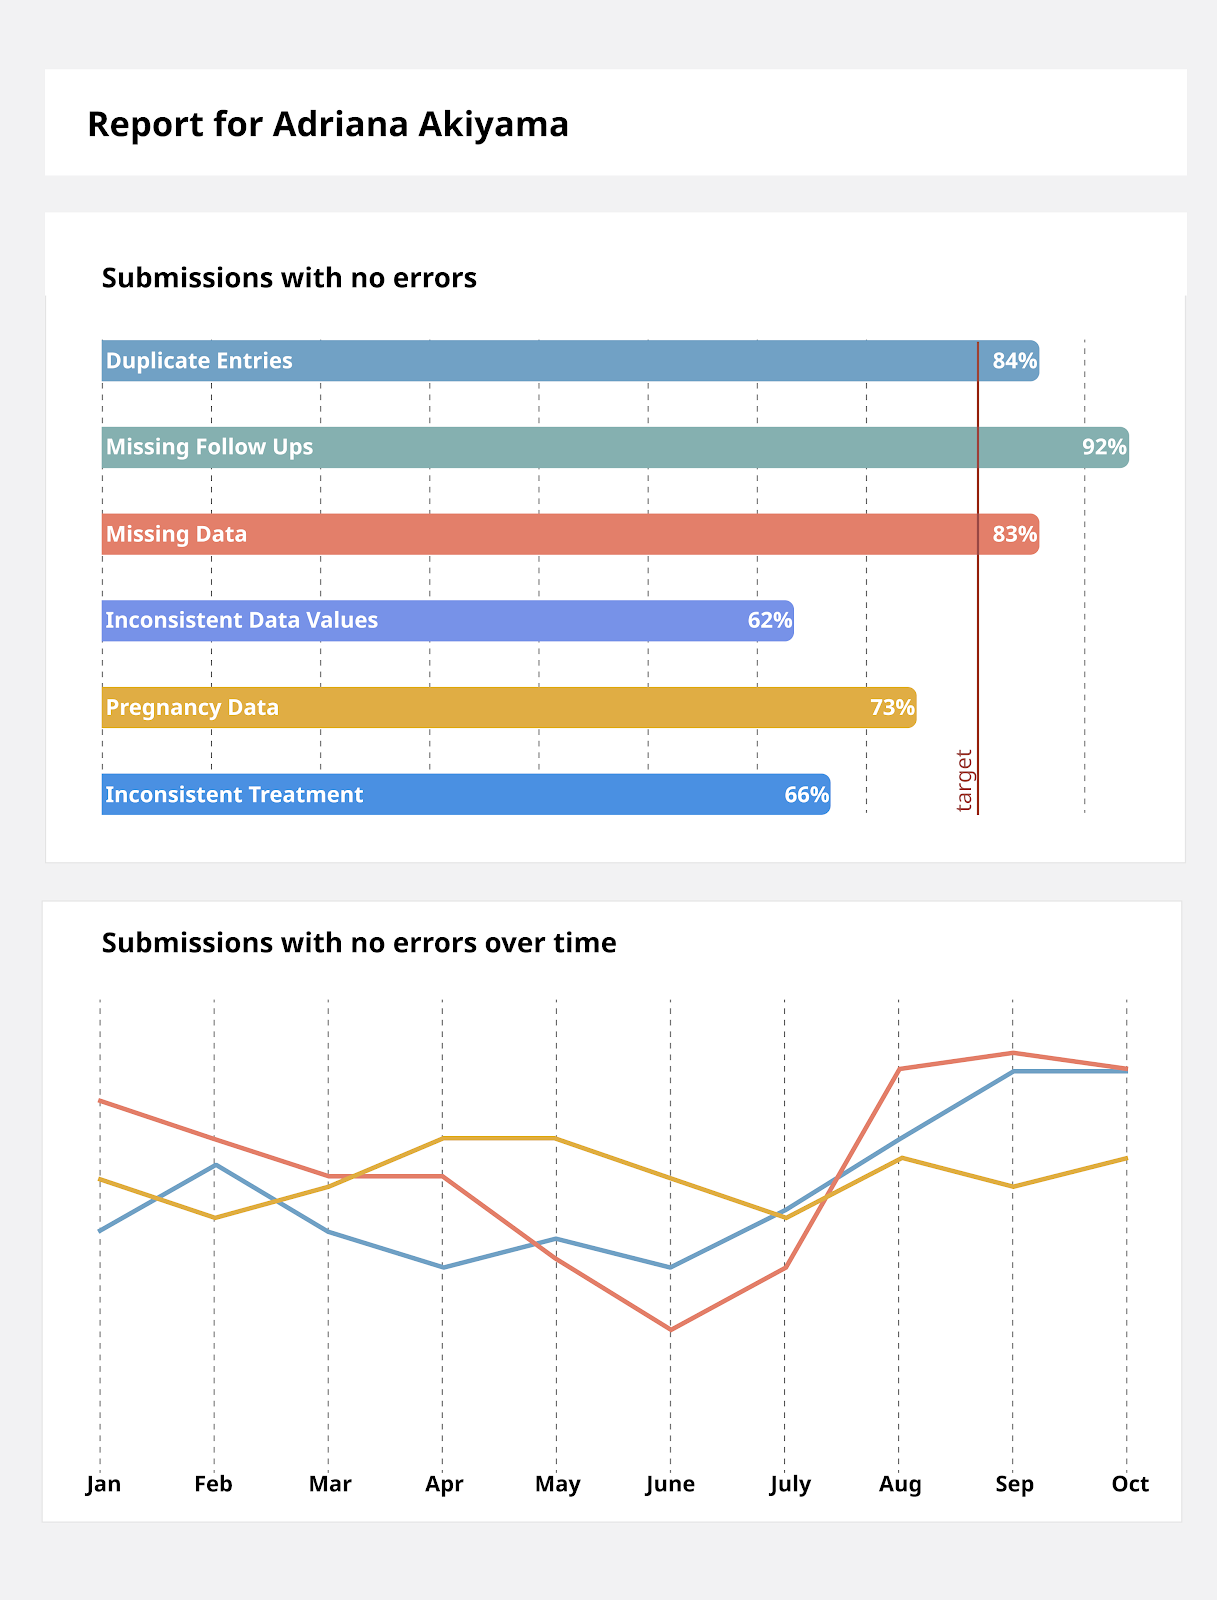 Report for Adriana Akiyama
Submissions with no errors
Duplicate Entries 84%
Missing Follow Ups 92%
Missing Data 83%
Inconsistent Data Values 62%
Pregnancy Data 73%
target
Inconsistent Treatment 66%
Submissions with no errors over time
Jan Feb Mar Apr May June July Aug Sep Oct